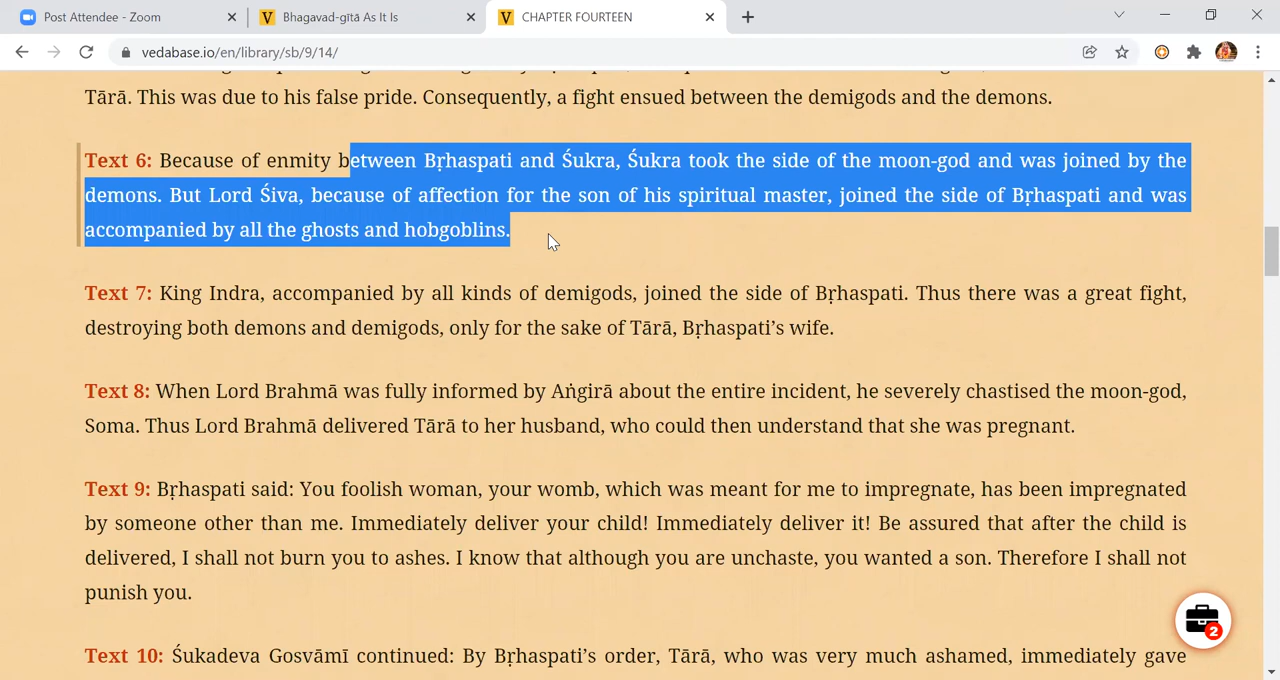 Post Attendee - Zoom
Bhagavad-gītā As It Is
CHAPTER FOURTEEN
vedabase.io/en/library/sb/9/14/
Tārā. This was due to his false pride. Consequently, a fight ensued between the demigods and the demons.
Text 6: Because of enmity between Bṛhaspati and Śukra, Śukra took the side of the moon-god and was joined by the
demons. But Lord Śiva, because of affection for the son of his spiritual master, joined the side of Bṛhaspati and was
accompanied by all the ghosts and hobgoblins.
Text 7: King Indra, accompanied by all kinds of demigods, joined the side of Bṛhaspati. Thus there was a great fight,
destroying both demons and demigods, only for the sake of Tārā, Bṛhaspati’s wife.
Text 8: When Lord Brahmā was fully informed by Aṅgirā about the entire incident, he severely chastised the moon-god,
Soma. Thus Lord Brahmā delivered Tārā to her husband, who could then understand that she was pregnant.
Text 9: Bṛhaspati said: You foolish woman, your womb, which was meant for me to impregnate, has been impregnated
by someone other than me. Immediately deliver your child! Immediately deliver it! Be assured that after the child is
delivered, I shall not burn you to ashes. I know that although you are unchaste, you wanted a son. Therefore I shall not
punish you.
2
Text 10: Śukadeva Gosvāmī continued: By Bṛhaspati’s order, Tārā, who was very much ashamed, immediately gave